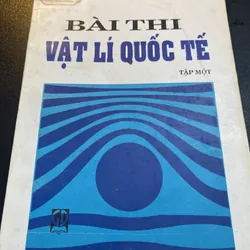 BÀI THI
VẬT LÍ QUỐC TẾ
TẬP MỘT